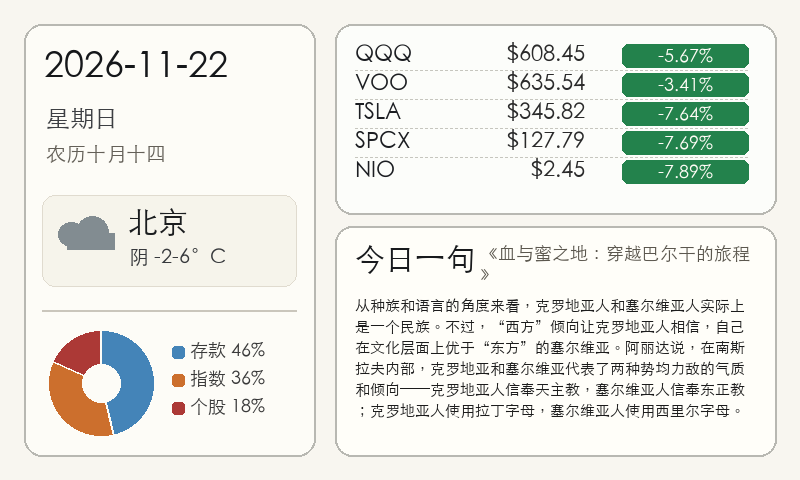 2026-11-22
星期日
农历十月十四
北京
阴 -2-6°C
存款 46%
指数 36%
个股 18%
QQQ $608.45 -5.67%
VOO $635.54 -3.41%
TSLA $345.82 -7.64%
SPCX $127.79 -7.69%
NIO $2.45 -7.89%
今日一句 《血与蜜之地：穿越巴尔干的旅程
》
从种族和语言的角度来看，克罗地亚人和塞尔维亚人实际上
是一个民族。不过，“西方”倾向让克罗地亚人相信，自己
在文化层面上优于“东方”的塞尔维亚。阿丽达说，在南斯
拉夫内部，克罗地亚和塞尔维亚代表了两种势均力敌的气质
和倾向——克罗地亚人信奉天主教，塞尔维亚人信奉东正教
；克罗地亚人使用拉丁字母，塞尔维亚人使用西里尔字母。